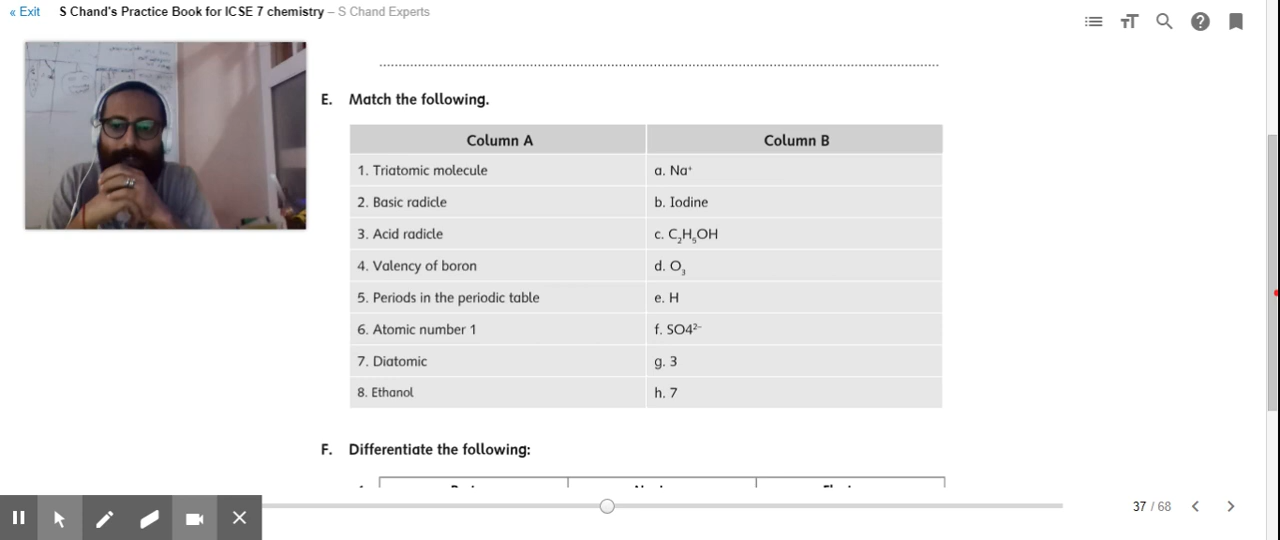 « Exit S Chand's Practice Book for ICSE 7 chemistry – S Chand Experts
E. Match the following.
Column A Column B
1. Triatomic molecule a. Na⁺
2. Basic radicle b. Iodine
3. Acid radicle c. C₂H₅OH
4. Valency of boron d. O₃
5. Periods in the periodic table e. H
6. Atomic number 1 f. SO4²⁻
7. Diatomic g. 3
8. Ethanol h. 7
F. Differentiate the following:
37 / 68